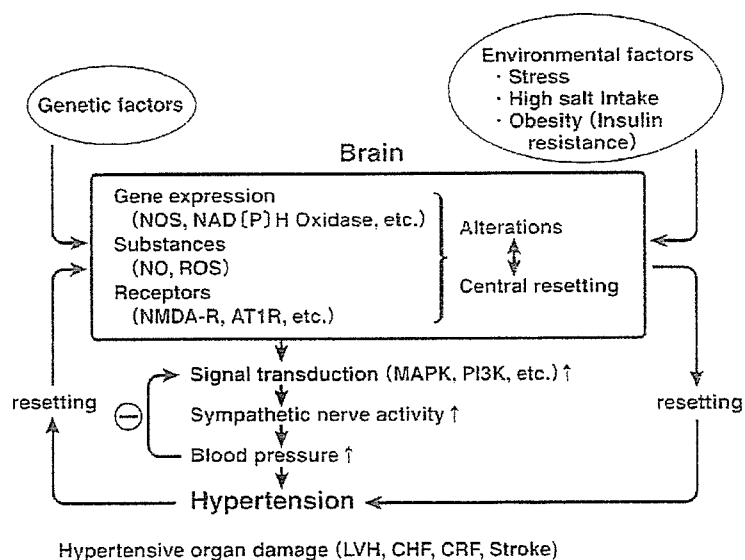 Genetic factors
Environmental factors
· Stress
· High salt Intake
· Obesity (Insulin
resistance)
Brain
Gene expression
(NOS, NAD [P] H Oxidase, etc.)
Substances
(NO, ROS)
Receptors
(NMDA-R, AT1R, etc.)
Alterations
Central resetting
Signal transduction (MAPK, PI3K, etc.) ↑
resetting
−
Sympathetic nerve activity ↑
resetting
Blood pressure ↑
Hypertension
Hypertensive organ damage (LVH, CHF, CRF, Stroke)